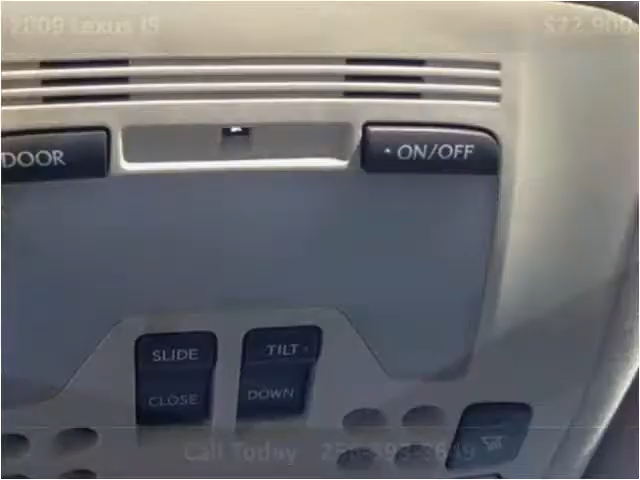 2009 Lexus IS
DOOR
• ON/OFF
SLIDE
TILT
CLOSE
DOWN
Call Today